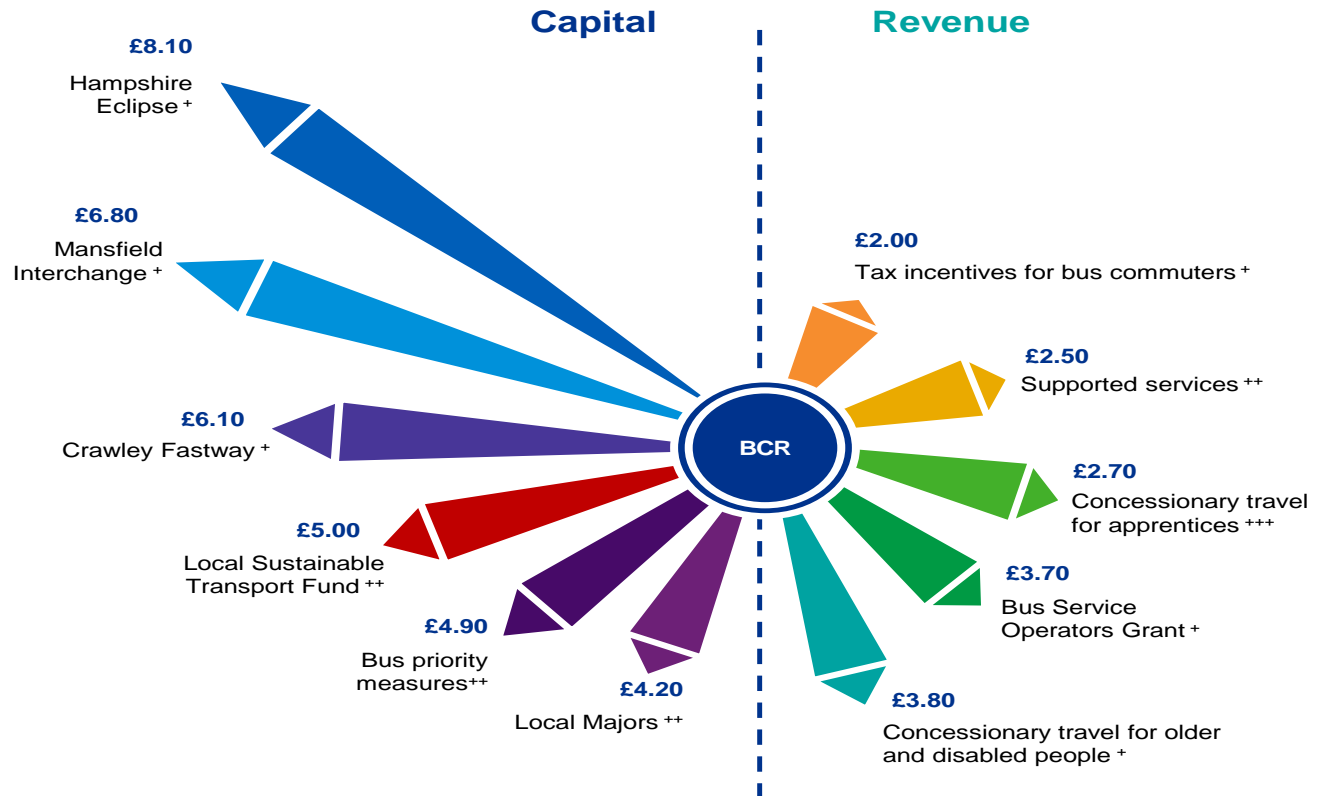 Capital
Revenue
£8.10
Hampshire
Eclipse +
£6.80
Mansfield
Interchange +
£6.10
Crawley Fastway +
£5.00
Local Sustainable
Transport Fund ++
£4.90
Bus priority
measures++
£4.20
Local Majors ++
BCR
£2.00
Tax incentives for bus commuters +
£2.50
Supported services ++
£2.70
Concessionary travel
for apprentices +++
£3.70
Bus Service
Operators Grant +
£3.80
Concessionary travel for older
and disabled people +